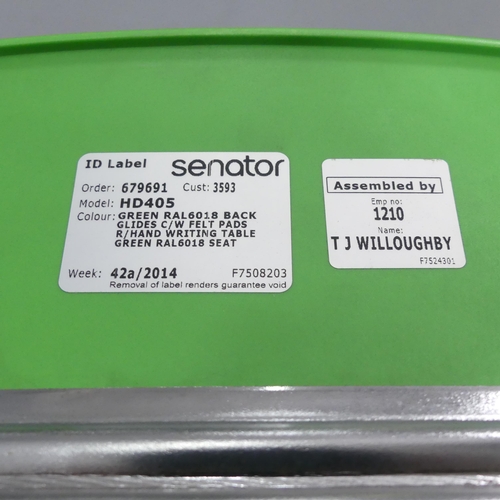 ID Label senator
Order: 679691 Cust: 3593
Model: HD405
Colour: GREEN RAL6018 BACK
GLIDES C/W FELT PADS
R/HAND WRITING TABLE
GREEN RAL6018 SEAT
Week: 42a/2014 F7508203
Removal of label renders guarantee void
Assembled by
Emp no:
1210
Name:
T J WILLOUGHBY
F7524301